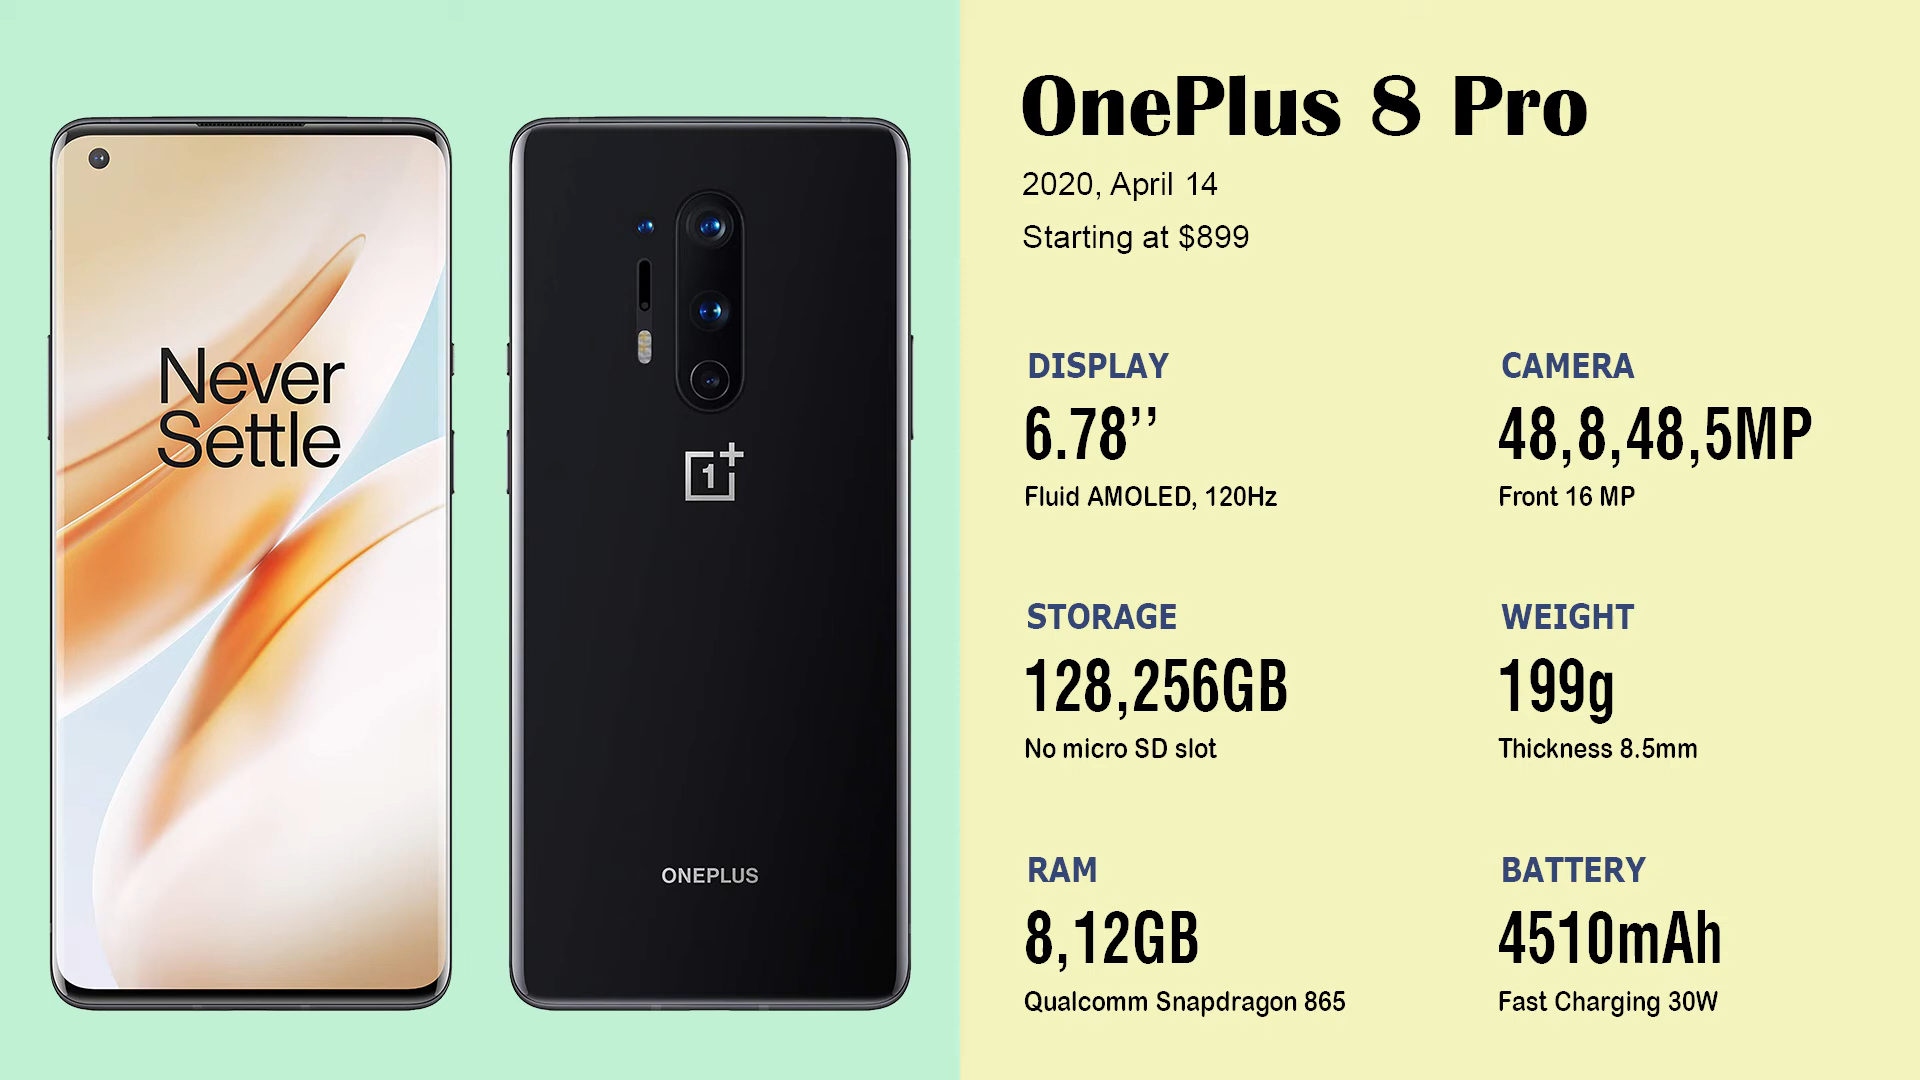 Never
Settle
1+
ONEPLUS
OnePlus 8 Pro
2020, April 14
Starting at $899
DISPLAY
6.78’’
Fluid AMOLED, 120Hz
CAMERA
48,8,48,5MP
Front 16 MP
STORAGE
128,256GB
No micro SD slot
WEIGHT
199g
Thickness 8.5mm
RAM
8,12GB
Qualcomm Snapdragon 865
BATTERY
4510mAh
Fast Charging 30W